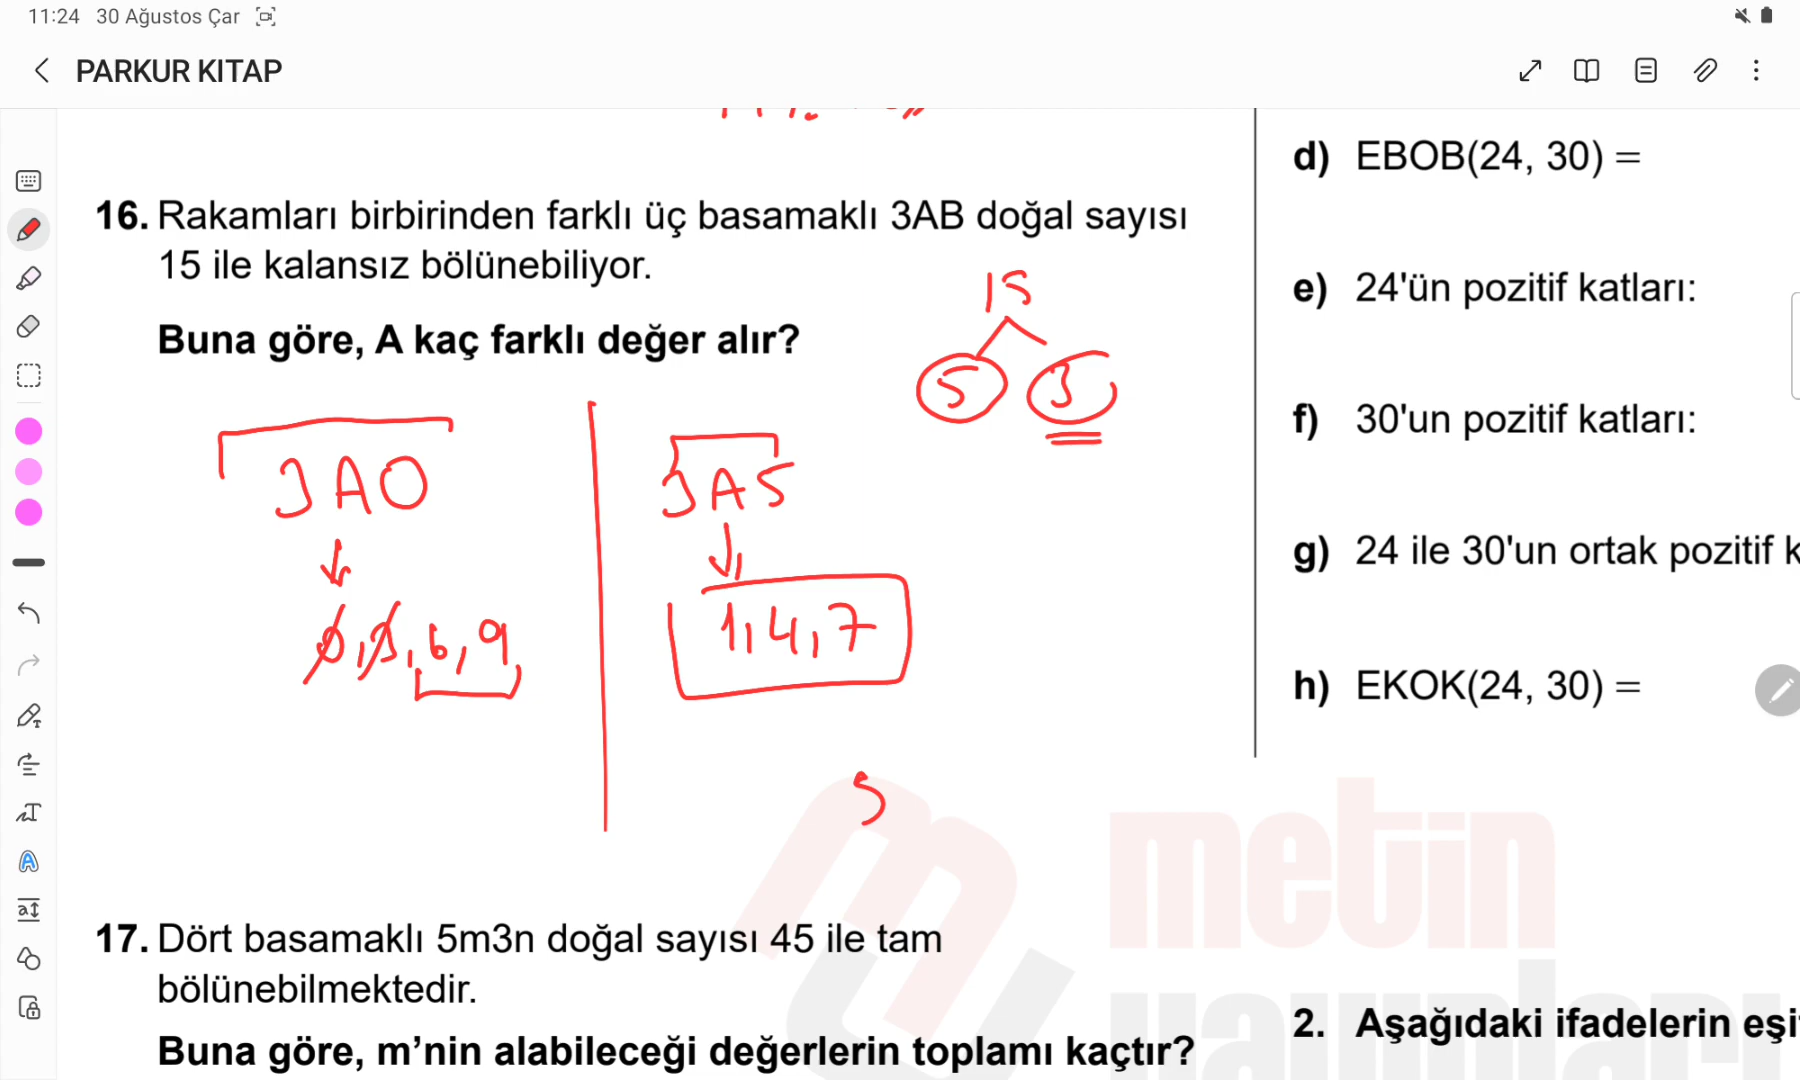 11:24 30 Ağustos Çar
PARKUR KİTAP
16. Rakamları birbirinden farklı üç basamaklı 3AB doğal sayısı
15 ile kalansız bölünebiliyor.
Buna göre, A kaç farklı değer alır?
15
5 3
3A0
0, 3, 6, 9
3A5
1, 4, 7
5
17. Dört basamaklı 5m3n doğal sayısı 45 ile tam
bölünebilmektedir.
Buna göre, m’nin alabileceği değerlerin toplamı kaçtır?
d) EBOB(24, 30) =
e) 24'ün pozitif katları:
f) 30'un pozitif katları:
g) 24 ile 30'un ortak pozitif k
h) EKOK(24, 30) =
2. Aşağıdaki ifadelerin eşi
metin
yayınları